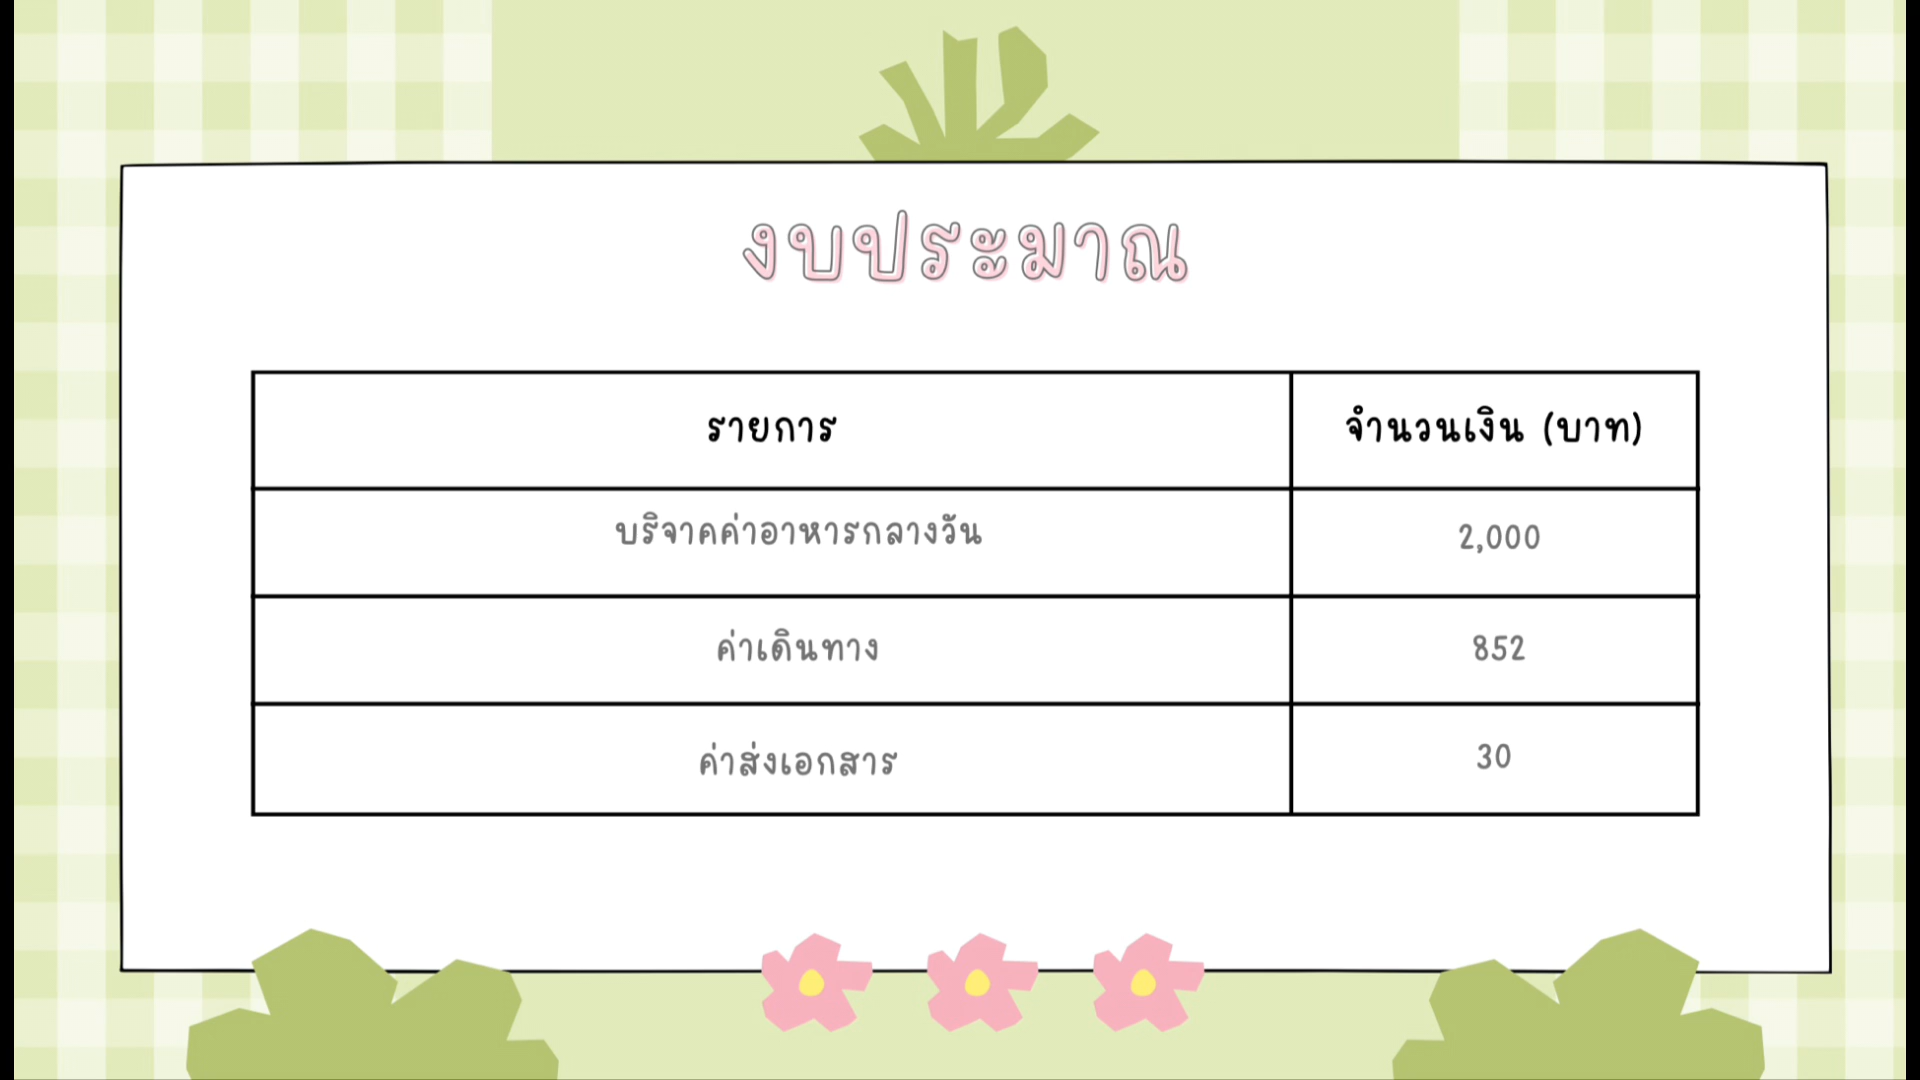 งบประมาณ
รายการ จำนวนเงิน (บาท)
บริจาคค่าอาหารกลางวัน 2,000
ค่าเดินทาง 852
ค่าส่งเอกสาร 30